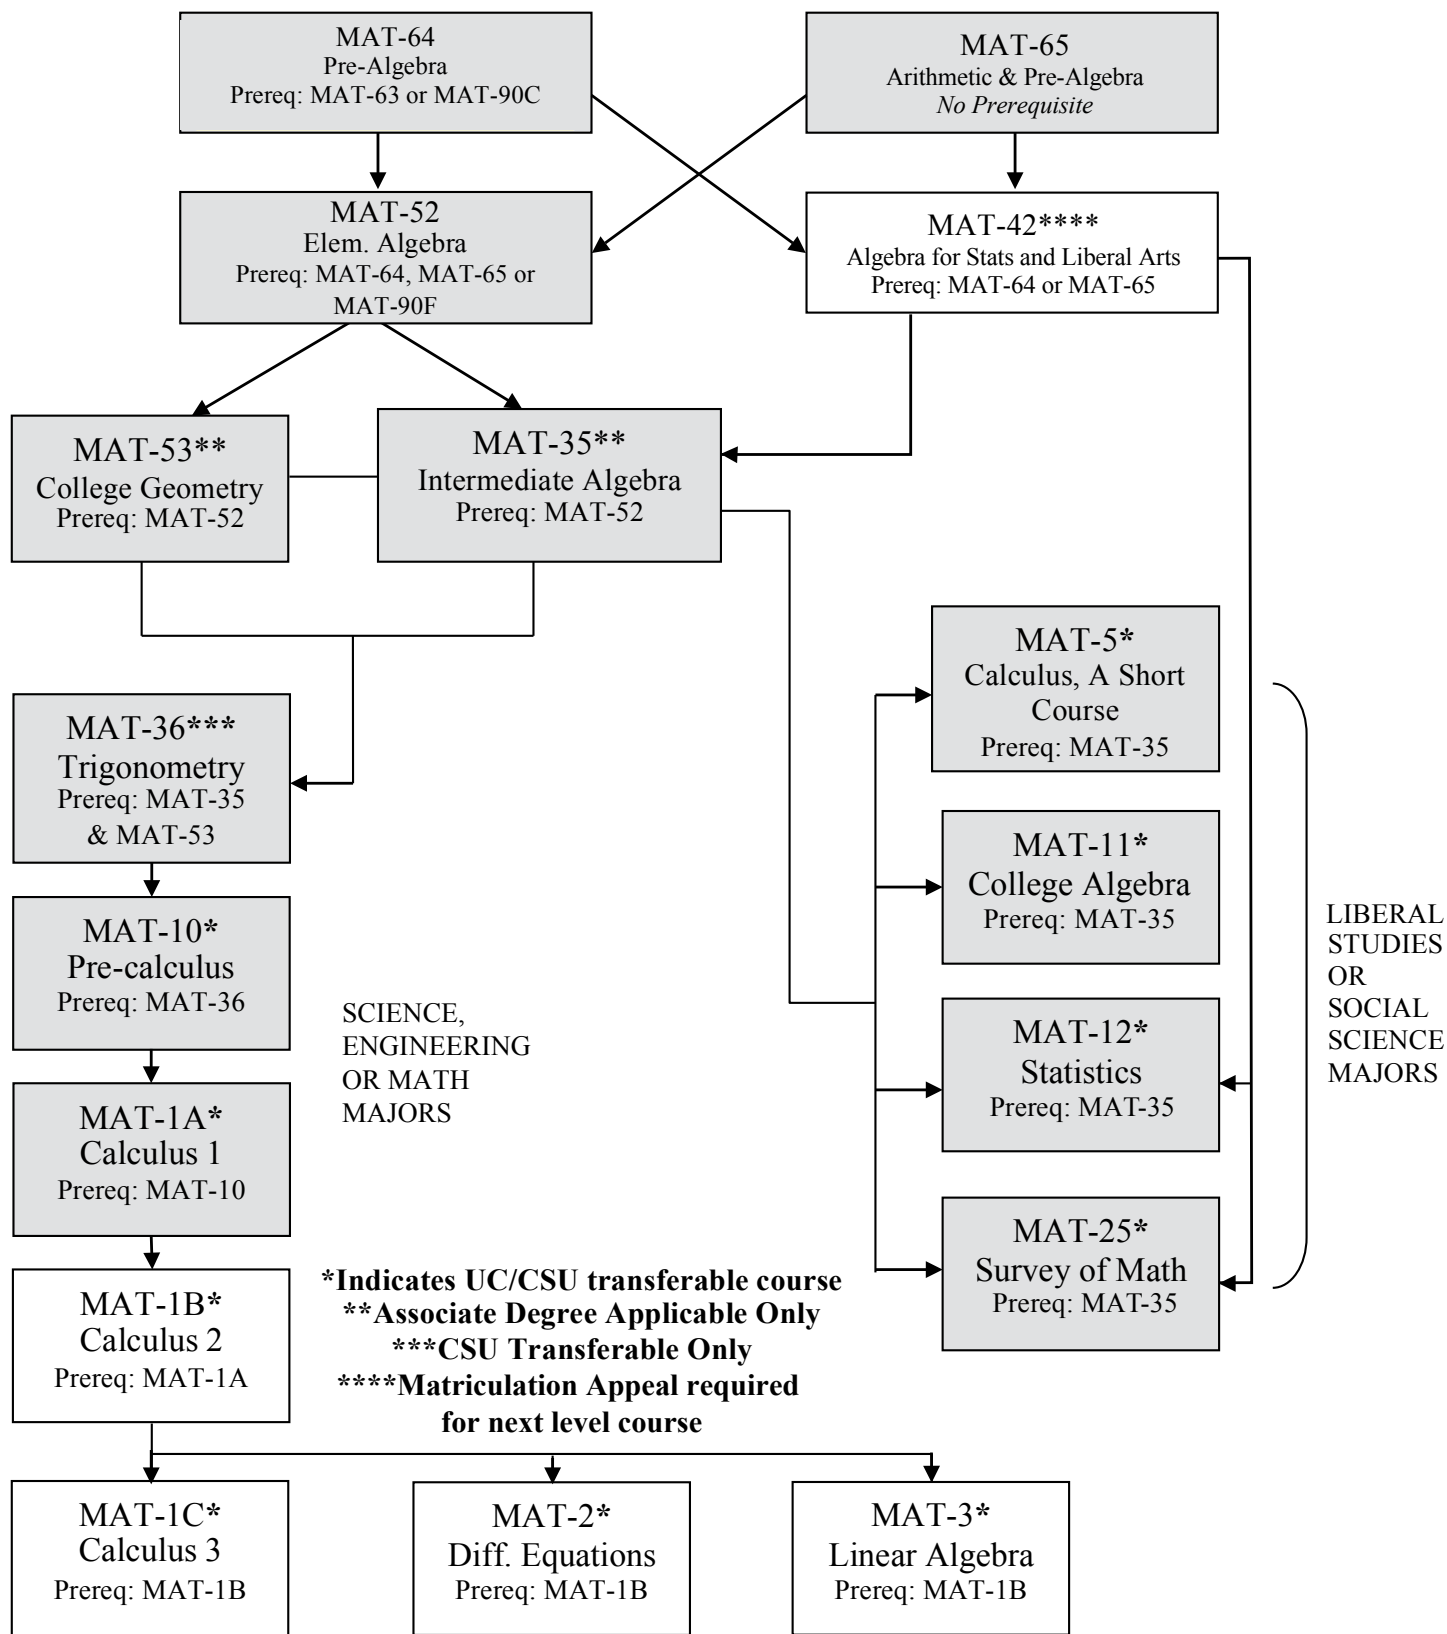 MAT-64
Pre-Algebra
Prereq: MAT-63 or MAT-90C
MAT-65
Arithmetic & Pre-Algebra
No Prerequisite
MAT-52
Elem. Algebra
Prereq: MAT-64, MAT-65 or
MAT-90F
MAT-42****
Algebra for Stats and Liberal Arts
Prereq: MAT-64 or MAT-65
MAT-53**
College Geometry
Prereq: MAT-52
MAT-35**
Intermediate Algebra
Prereq: MAT-52
MAT-5*
Calculus, A Short
Course
Prereq: MAT-35
MAT-36***
Trigonometry
Prereq: MAT-35
& MAT-53
MAT-11*
College Algebra
Prereq: MAT-35
MAT-10*
Pre-calculus
Prereq: MAT-36
SCIENCE,
ENGINEERING
OR MATH
MAJORS
MAT-12*
Statistics
Prereq: MAT-35
LIBERAL
STUDIES
OR
SOCIAL
SCIENCE
MAJORS
MAT-1A*
Calculus 1
Prereq: MAT-10
MAT-25*
Survey of Math
Prereq: MAT-35
MAT-1B*
Calculus 2
Prereq: MAT-1A
*Indicates UC/CSU transferable course
**Associate Degree Applicable Only
***CSU Transferable Only
****Matriculation Appeal required
for next level course
MAT-1C*
Calculus 3
Prereq: MAT-1B
MAT-2*
Diff. Equations
Prereq: MAT-1B
MAT-3*
Linear Algebra
Prereq: MAT-1B